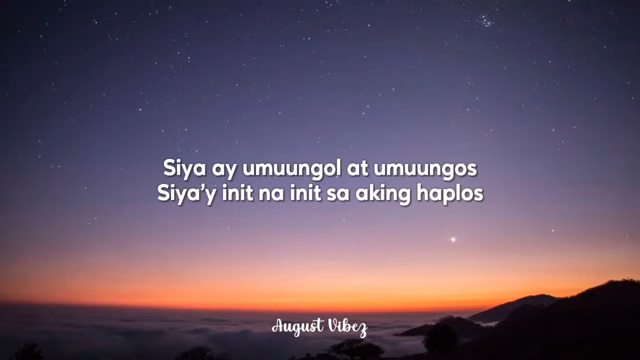 Siya ay umuungol at umuungos
Siya'y init na init sa aking haplos
August Vibez